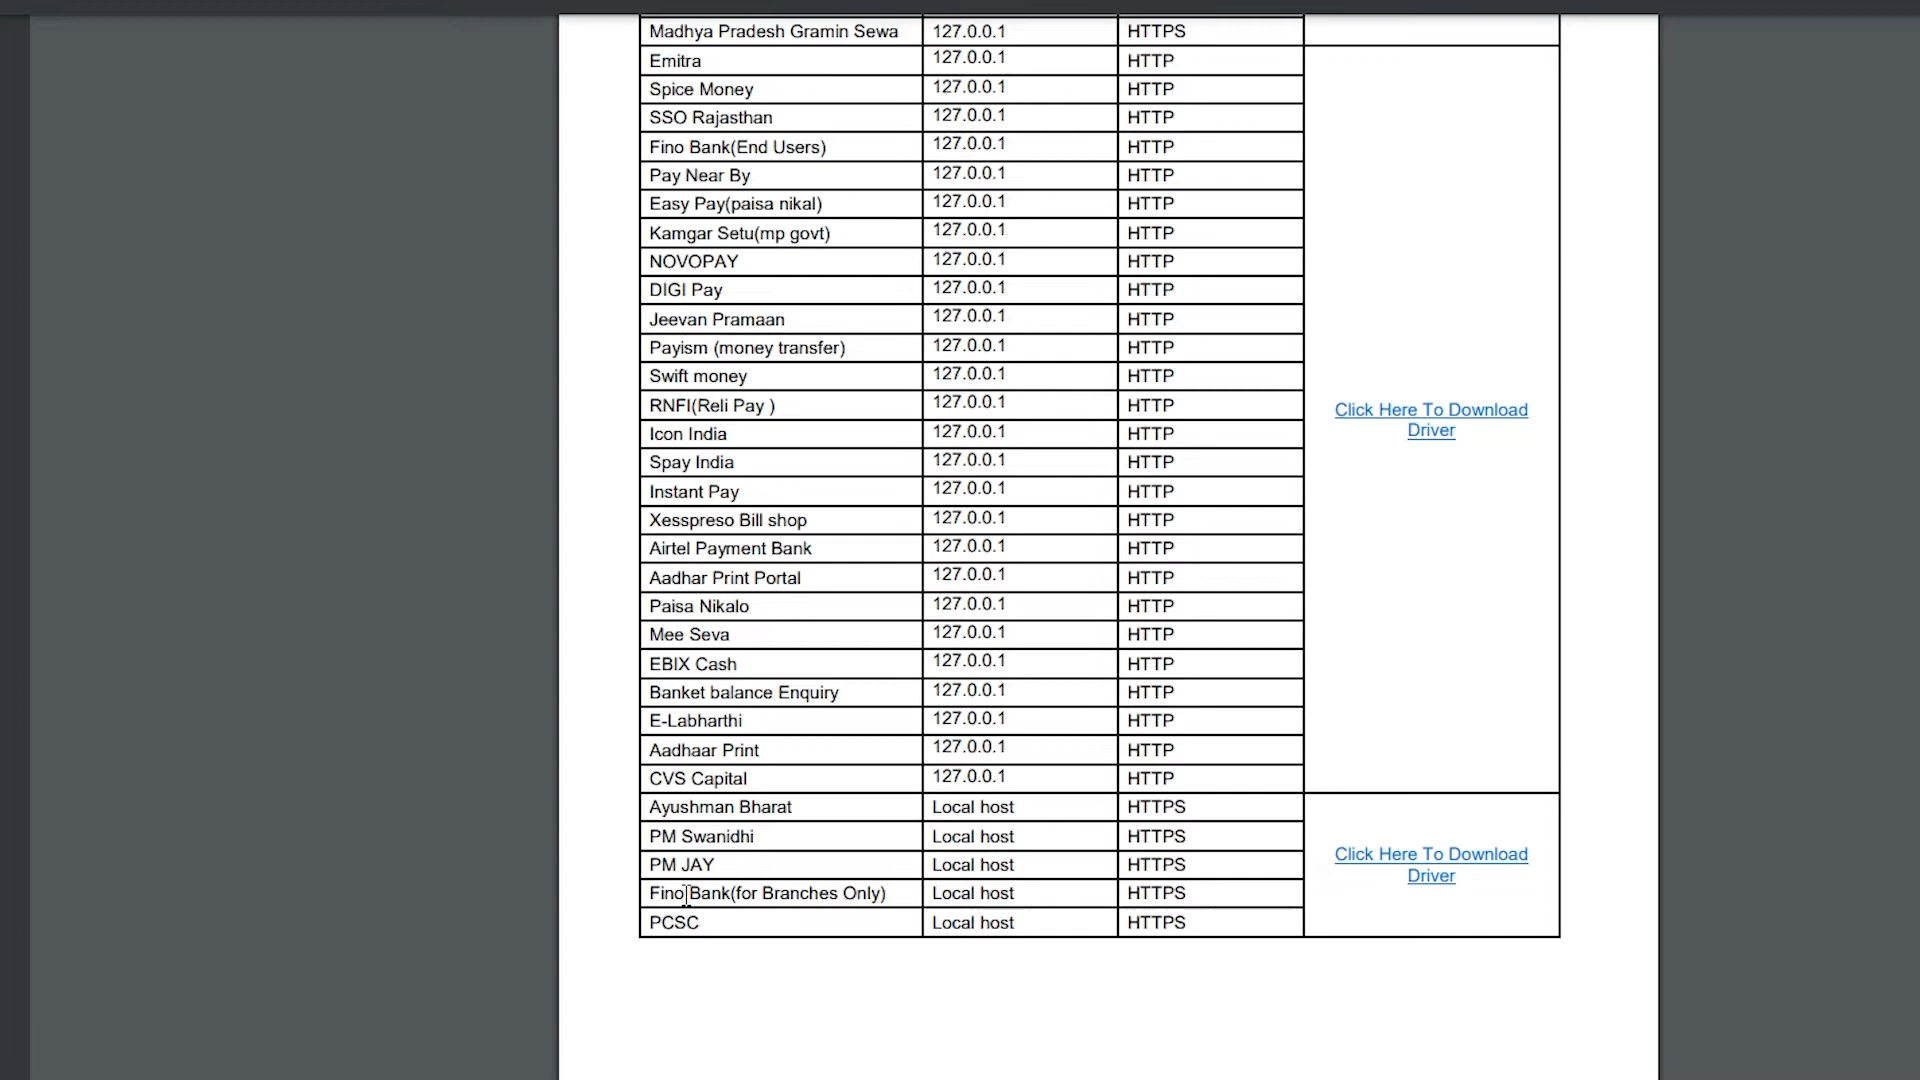 Madhya Pradesh Gramin Sewa 127.0.0.1 HTTPS
Emitra 127.0.0.1 HTTP
Spice Money 127.0.0.1 HTTP
SSO Rajasthan 127.0.0.1 HTTP
Fino Bank(End Users) 127.0.0.1 HTTP
Pay Near By 127.0.0.1 HTTP
Easy Pay(paisa nikal) 127.0.0.1 HTTP
Kamgar Setu(mp govt) 127.0.0.1 HTTP
NOVOPAY 127.0.0.1 HTTP
DIGI Pay 127.0.0.1 HTTP
Jeevan Pramaan 127.0.0.1 HTTP
Payism (money transfer) 127.0.0.1 HTTP
Swift money 127.0.0.1 HTTP
RNFI(Reli Pay ) 127.0.0.1 HTTP
Click Here To Download
Driver
Icon India 127.0.0.1 HTTP
Spay India 127.0.0.1 HTTP
Instant Pay 127.0.0.1 HTTP
Xesspreso Bill shop 127.0.0.1 HTTP
Airtel Payment Bank 127.0.0.1 HTTP
Aadhar Print Portal 127.0.0.1 HTTP
Paisa Nikalo 127.0.0.1 HTTP
Mee Seva 127.0.0.1 HTTP
EBIX Cash 127.0.0.1 HTTP
Banket balance Enquiry 127.0.0.1 HTTP
E-Labharthi 127.0.0.1 HTTP
Aadhaar Print 127.0.0.1 HTTP
CVS Capital 127.0.0.1 HTTP
Ayushman Bharat Local host HTTPS
PM Swanidhi Local host HTTPS
Click Here To Download
Driver
PM JAY Local host HTTPS
Fino Bank(for Branches Only) Local host HTTPS
PCSC Local host HTTPS